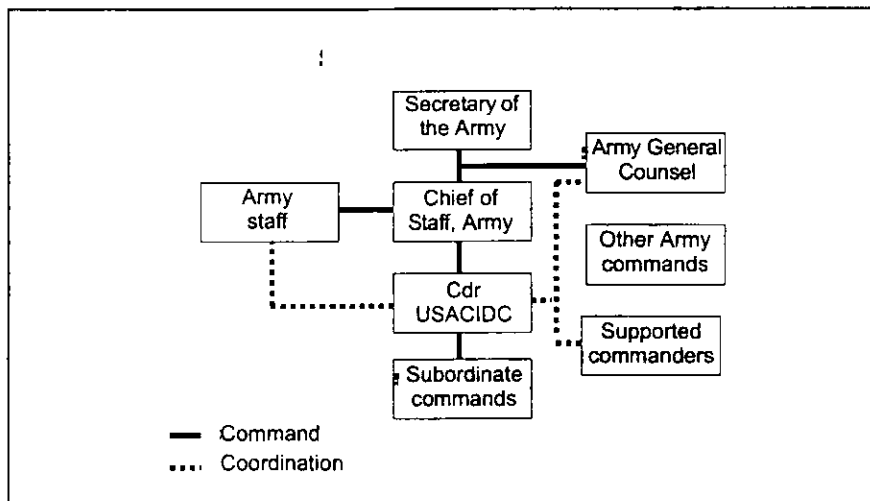 Secretary of
the Army
Army General
Counsel
Army
staff
Chief of
Staff, Army
Other Army
commands
Cdr
USACIDC
Supported
commanders
Subordinate
commands
Command
Coordination